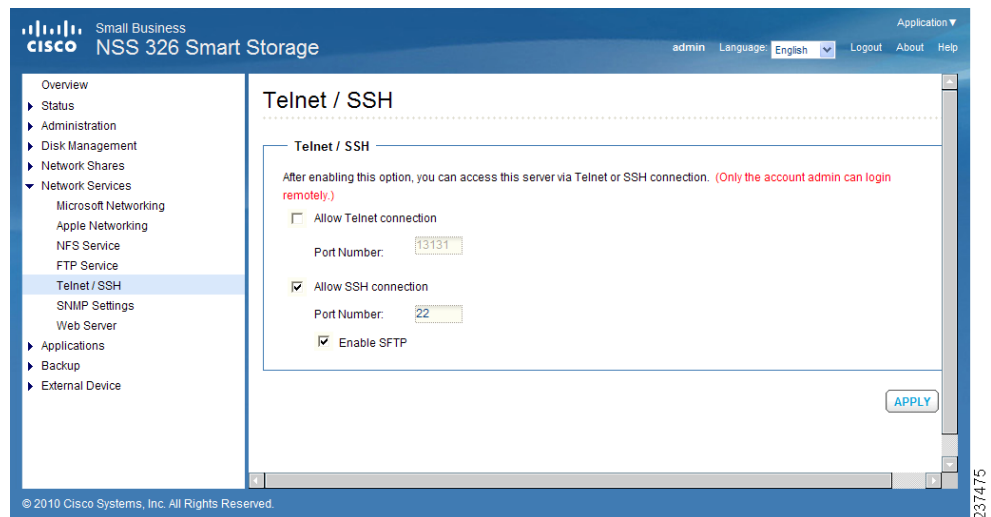 Small Business
CISCO NSS 326 Smart Storage
Application
admin Language: English Logout About Help
Overview
Status
Administration
Disk Management
Network Shares
Network Services
Microsoft Networking
Apple Networking
NFS Service
FTP Service
Telnet / SSH
SNMP Settings
Web Server
Applications
Backup
External Device
Telnet / SSH
Telnet / SSH
After enabling this option, you can access this server via Telnet or SSH connection. (Only the account admin can login
remotely.)
Allow Telnet connection
Port Number: 13131
Allow SSH connection
Port Number: 22
Enable SFTP
APPLY
© 2010 Cisco Systems, Inc. All Rights Reserved.
237475